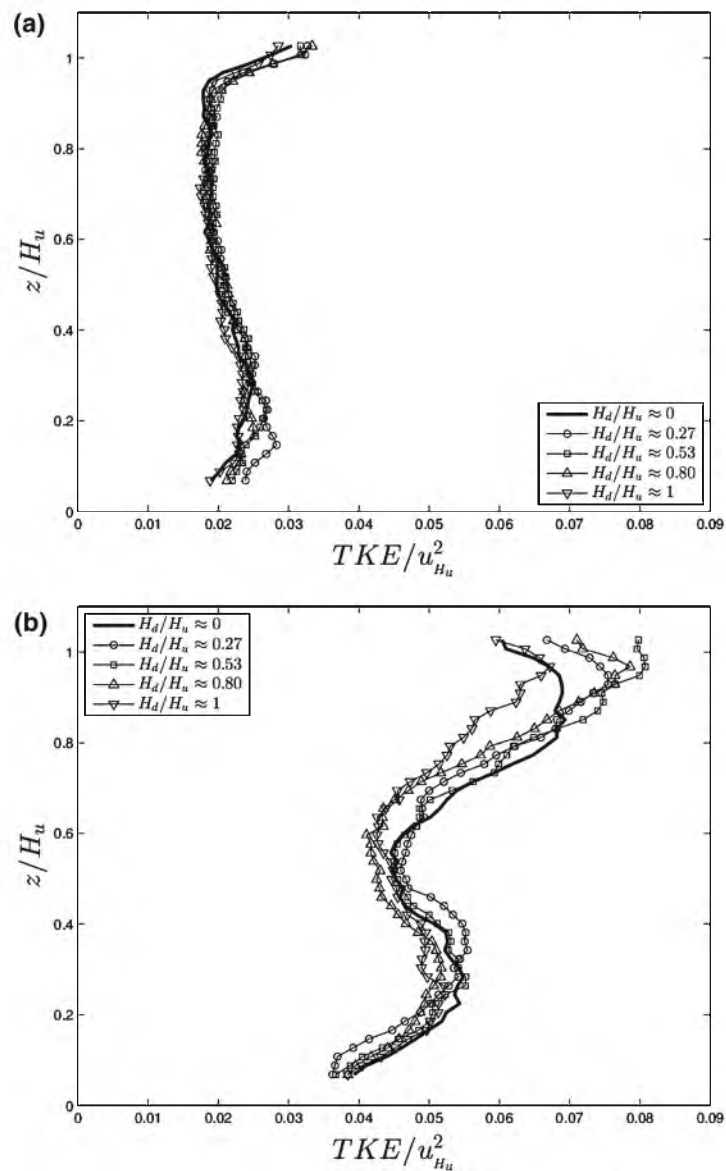 (a)
1
0.8
0.6
0.4
0.2
0
z/H_u
0
0.01
0.02
0.03
0.04
0.05
0.06
0.07
0.08
0.09
TKE/u²_{H_u}
H_d/H_u ≈ 0
H_d/H_u ≈ 0.27
H_d/H_u ≈ 0.53
H_d/H_u ≈ 0.80
H_d/H_u ≈ 1
(b)
H_d/H_u ≈ 0
H_d/H_u ≈ 0.27
H_d/H_u ≈ 0.53
H_d/H_u ≈ 0.80
H_d/H_u ≈ 1
1
0.8
0.6
0.4
0.2
0
z/H_u
0
0.01
0.02
0.03
0.04
0.05
0.06
0.07
0.08
0.09
TKE/u²_{H_u}